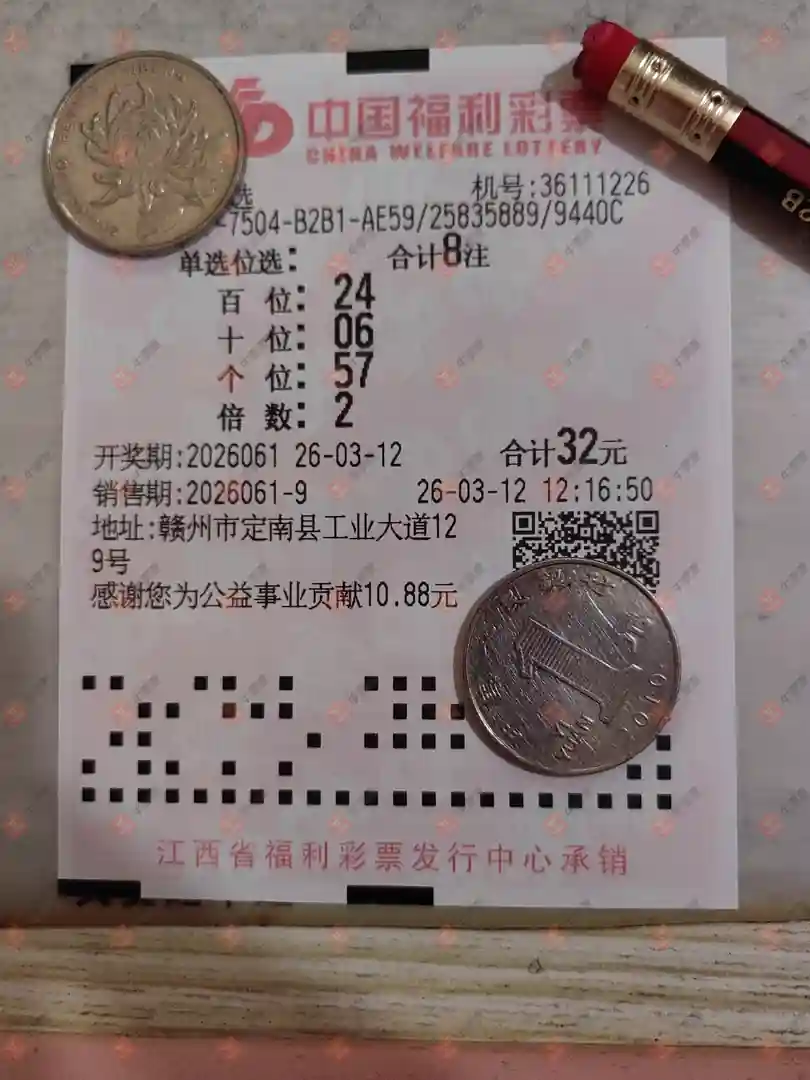 中国福利彩票
CHINA WELFARE LOTTERY
选 机号:36111226
-7504-B2B1-AE59/25835889/9440C
单选位选: 合计8注
百 位: 24
十 位: 06
个 位: 57
倍 数: 2
开奖期:2026061 26-03-12 合计32元
销售期:2026061-9 26-03-12 12:16:50
地址:赣州市定南县工业大道12
9号
感谢您为公益事业贡献10.88元
江西省福利彩票发行中心承销
2B